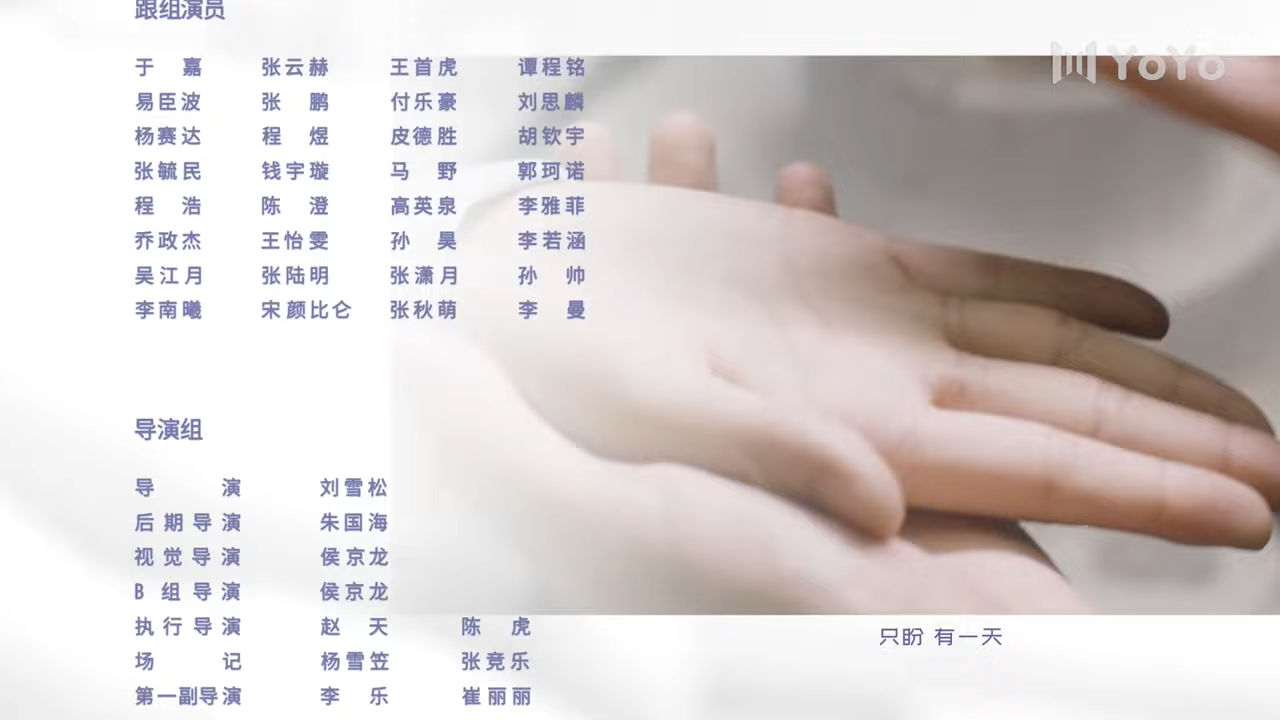 跟组演员
于嘉 张云赫 王首虎 谭程铭
易臣波 张鹏 付乐豪 刘思麟
杨赛达 程煜 皮德胜 胡钦宇
张毓民 钱宇璇 马野 郭珂诺
程浩 陈澄 高英泉 李雅菲
乔政杰 王怡雯 孙昊 李若涵
吴江月 张陆明 张潇月 孙帅
李南曦 宋颜比仑 张秋萌 李曼
导演组
导演 刘雪松
后期导演 朱国海
视觉导演 侯京龙
B组导演 侯京龙
执行导演 赵天 陈虎
场记 杨雪笠 张竞乐
第一副导演 李乐 崔丽丽
YOYO
只盼 有一天